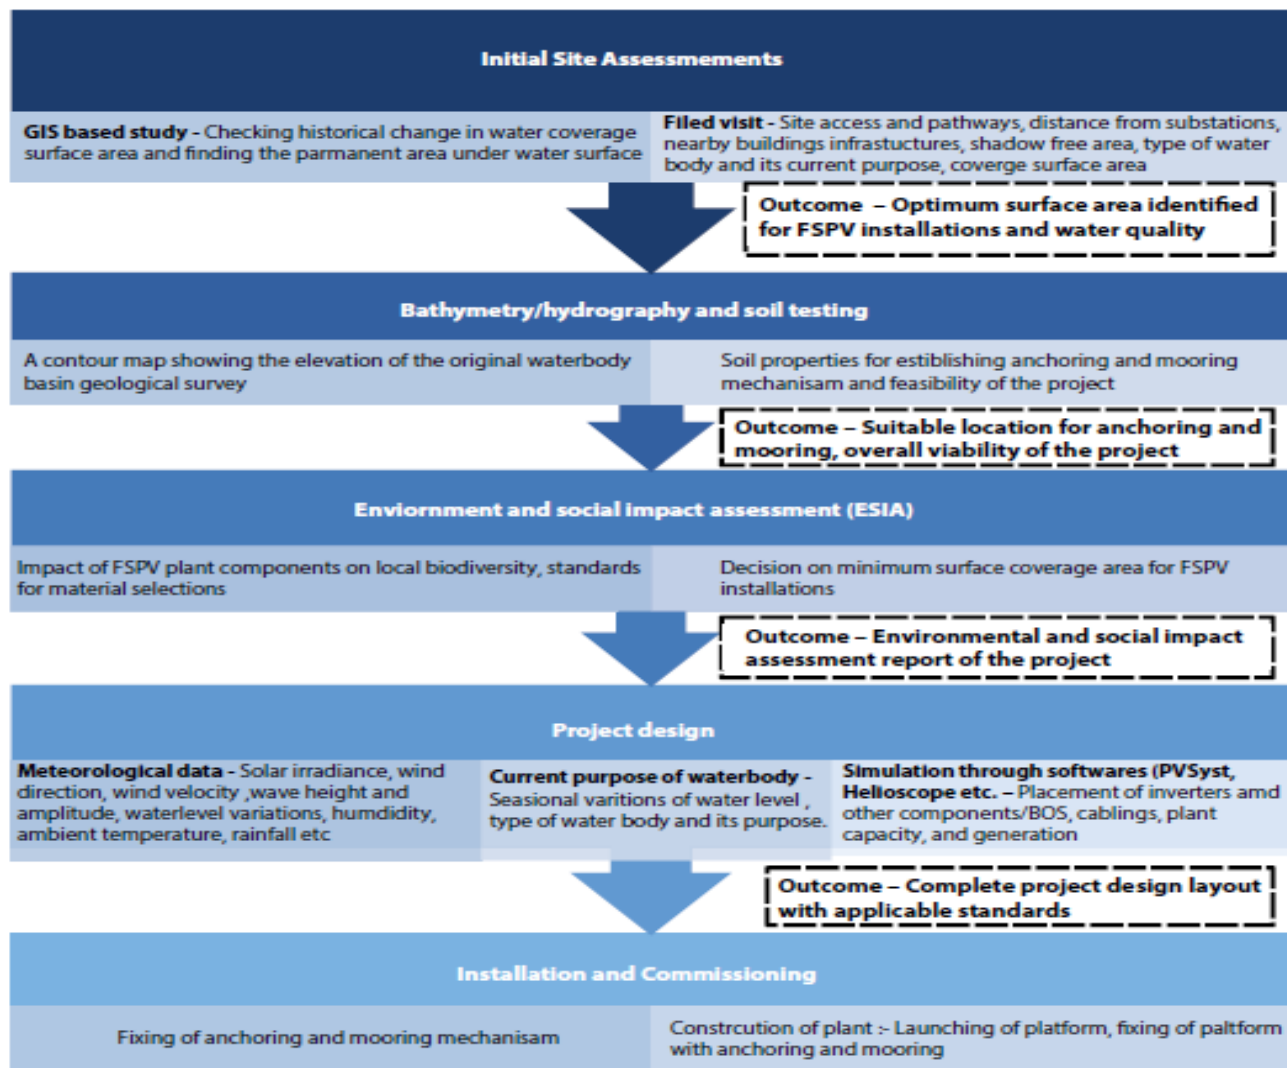 Initial Site Assessmements
GIS based study - Checking historical change in water coverage
surface area and finding the parmanent area under water surface
Filed visit - Site access and pathways, distance from substations,
nearby buildings infrastuctures, shadow free area, type of water
body and its current purpose, coverge surface area
Outcome – Optimum surface area identified
for FSPV installations and water quality
Bathymetry/hydrography and soil testing
A contour map showing the elevation of the original waterbody
basin geological survey
Soil properties for estiblishing anchoring and mooring
mechanisam and feasibility of the project
Outcome – Suitable location for anchoring and
mooring, overall viability of the project
Enviornment and social impact assessment (ESIA)
Impact of FSPV plant components on local biodiversity, standards
for material selections
Decision on minimum surface coverage area for FSPV
installations
Outcome – Environmental and social impact
assessment report of the project
Project design
Meteorological data - Solar irradiance, wind
direction, wind velocity ,wave height and
amplitude, waterlevel variations, humdidity,
ambient temperature, rainfall etc
Current purpose of waterbody -
Seasional varitions of water level ,
type of water body and its purpose.
Simulation through softwares (PVSyst,
Helioscope etc. – Placement of inverters amd
other components/BOS, cablings, plant
capacity, and generation
Outcome – Complete project design layout
with applicable standards
Installation and Commissioning
Fixing of anchoring and mooring mechanisam
Constrcution of plant :- Launching of platform, fixing of paltform
with anchoring and mooring